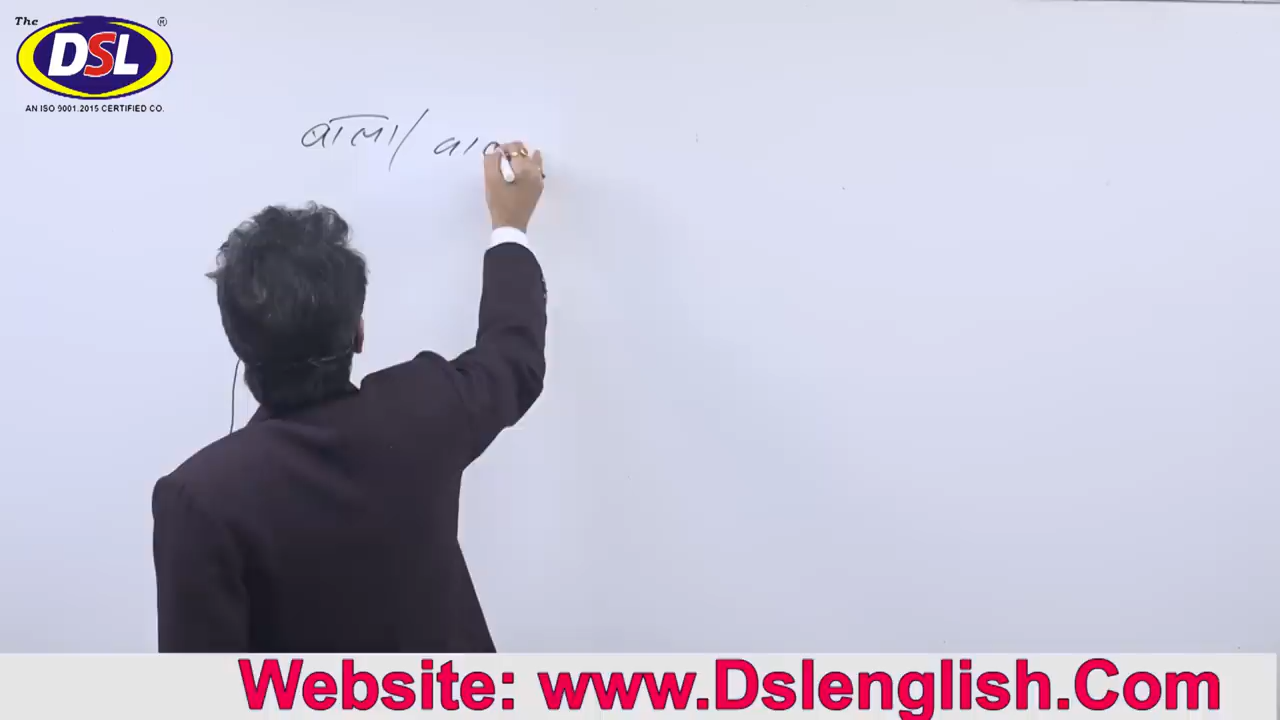 The
DSL
®
AN ISO 9001:2015 CERTIFIED CO.
वाला/
Website: www.Dslenglish.Com